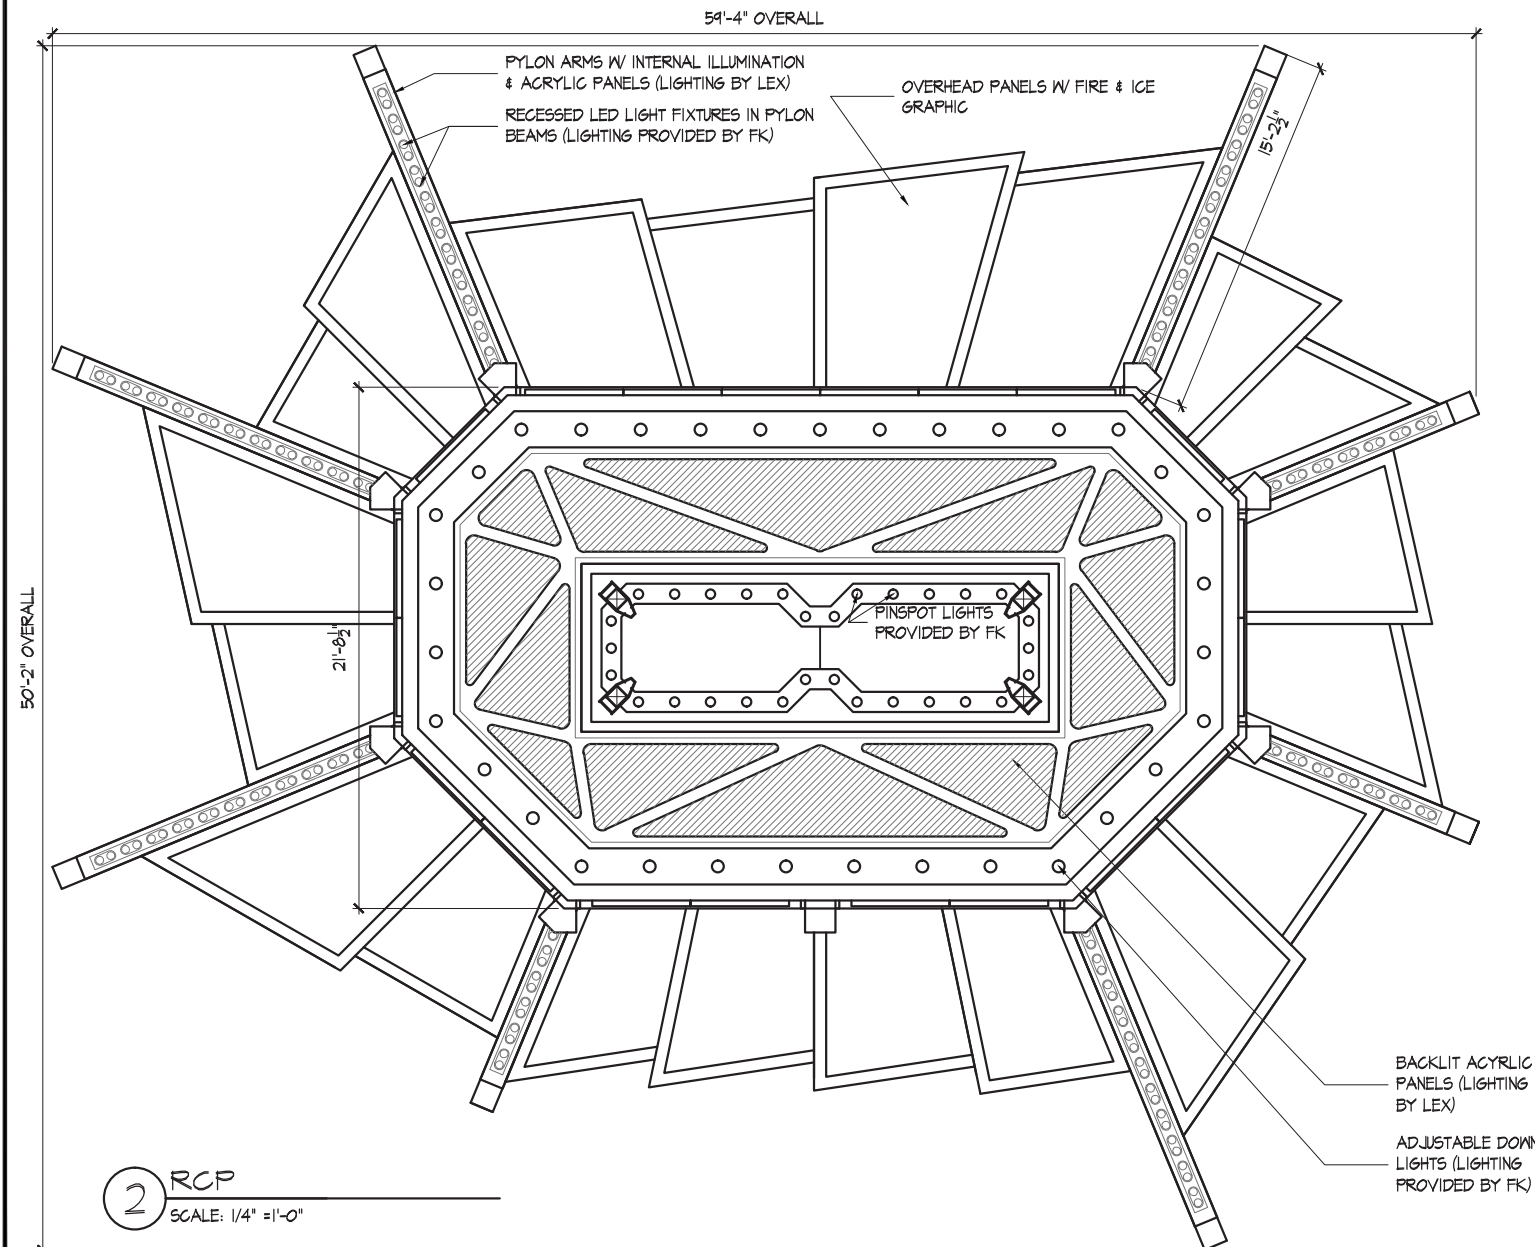 59'-4" OVERALL
PYLON ARMS W/ INTERNAL ILLUMINATION
& ACRYLIC PANELS (LIGHTING BY LEX)
RECESSED LED LIGHT FIXTURES IN PYLON
BEAMS (LIGHTING PROVIDED BY FK)
OVERHEAD PANELS W/ FIRE & ICE
GRAPHIC
15'-2½"
50'-2" OVERALL
21'-8½"
PINSPOT LIGHTS
PROVIDED BY FK
BACKLIT ACYRLIC
PANELS (LIGHTING
BY LEX)
ADJUSTABLE DOWN
LIGHTS (LIGHTING
PROVIDED BY FK)
2
RCP
SCALE: 1/4" =1'-0"